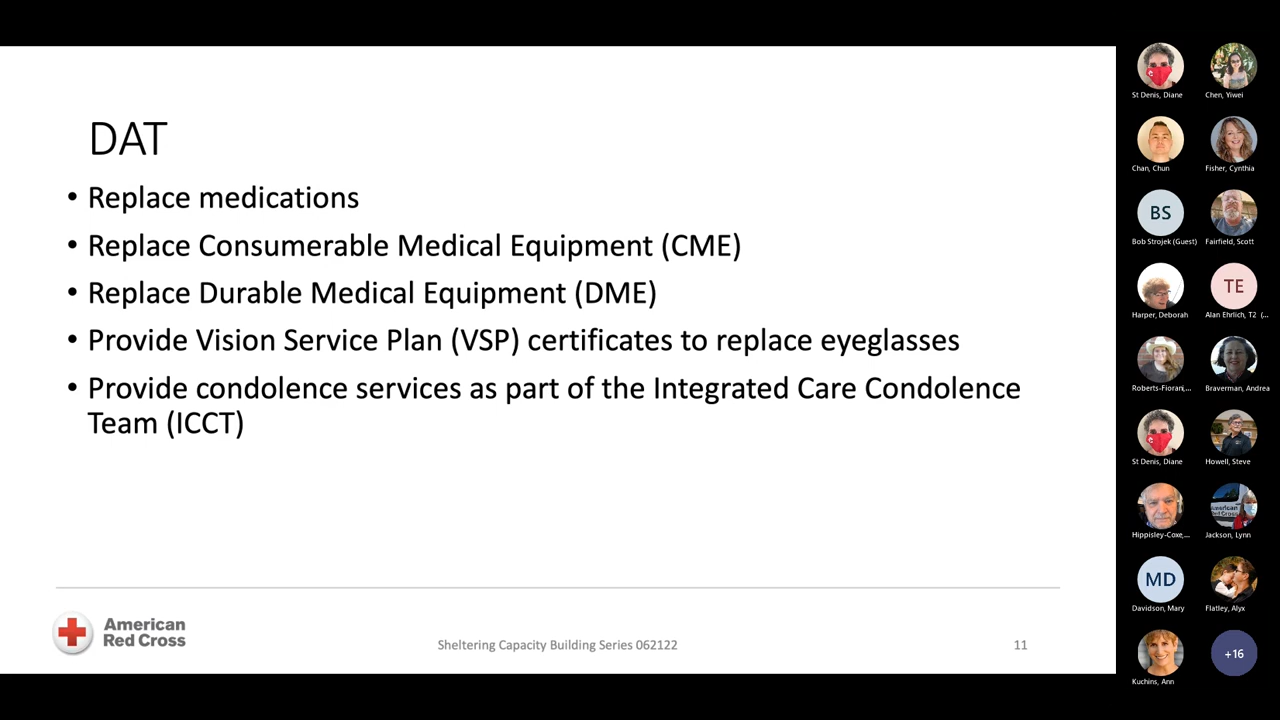 DAT
• Replace medications
• Replace Consumerable Medical Equipment (CME)
• Replace Durable Medical Equipment (DME)
• Provide Vision Service Plan (VSP) certificates to replace eyeglasses
• Provide condolence services as part of the Integrated Care Condolence
Team (ICCT)
American
Red Cross
Sheltering Capacity Building Series 062122
11
St Denis, Diane
Chen, Yiwei
Chan, Chun
Fisher, Cynthia
BS
Bob Strojek (Guest)
Fairfield, Scott
TE
Harper, Deborah
Alan Ehrlich, T2 (...
Roberts-Fiorani,...
Braverman, Andrea
St Denis, Diane
Howell, Steve
American
Red Cross
Hippisley-Coxe,...
Jackson, Lynn
MD
Davidson, Mary
Flatley, Alyx
+16
Kuchins, Ann